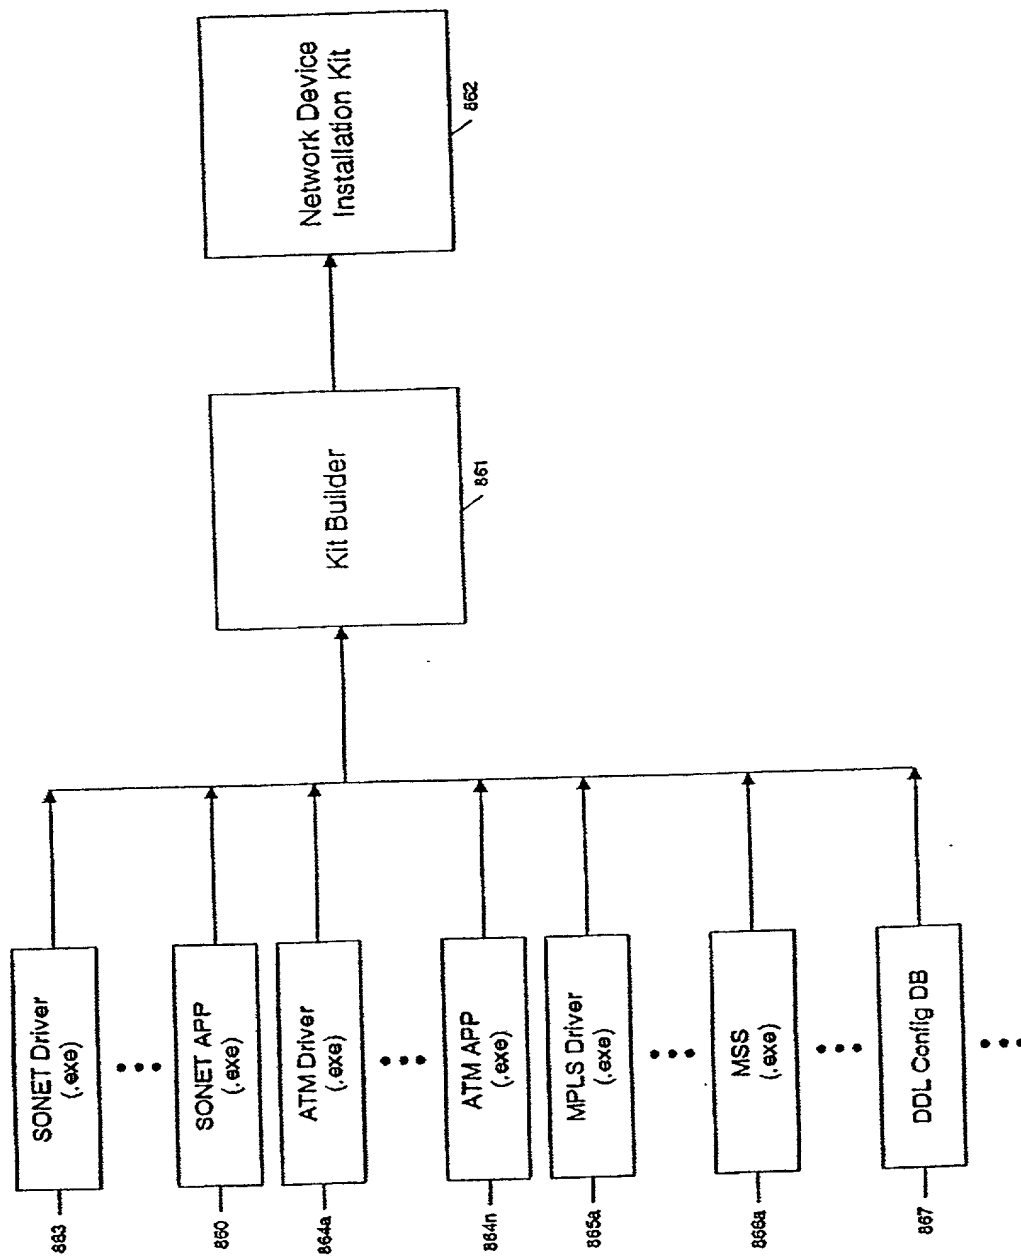 863
SONET Driver
(.exe)
860
SONET APP
(.exe)
864a
ATM Driver
(.exe)
864n
ATM APP
(.exe)
865a
MPLS Driver
(.exe)
866a
MSS
(.exe)
867
DDL Config DB
Kit Builder
861
Network Device
Installation Kit
862